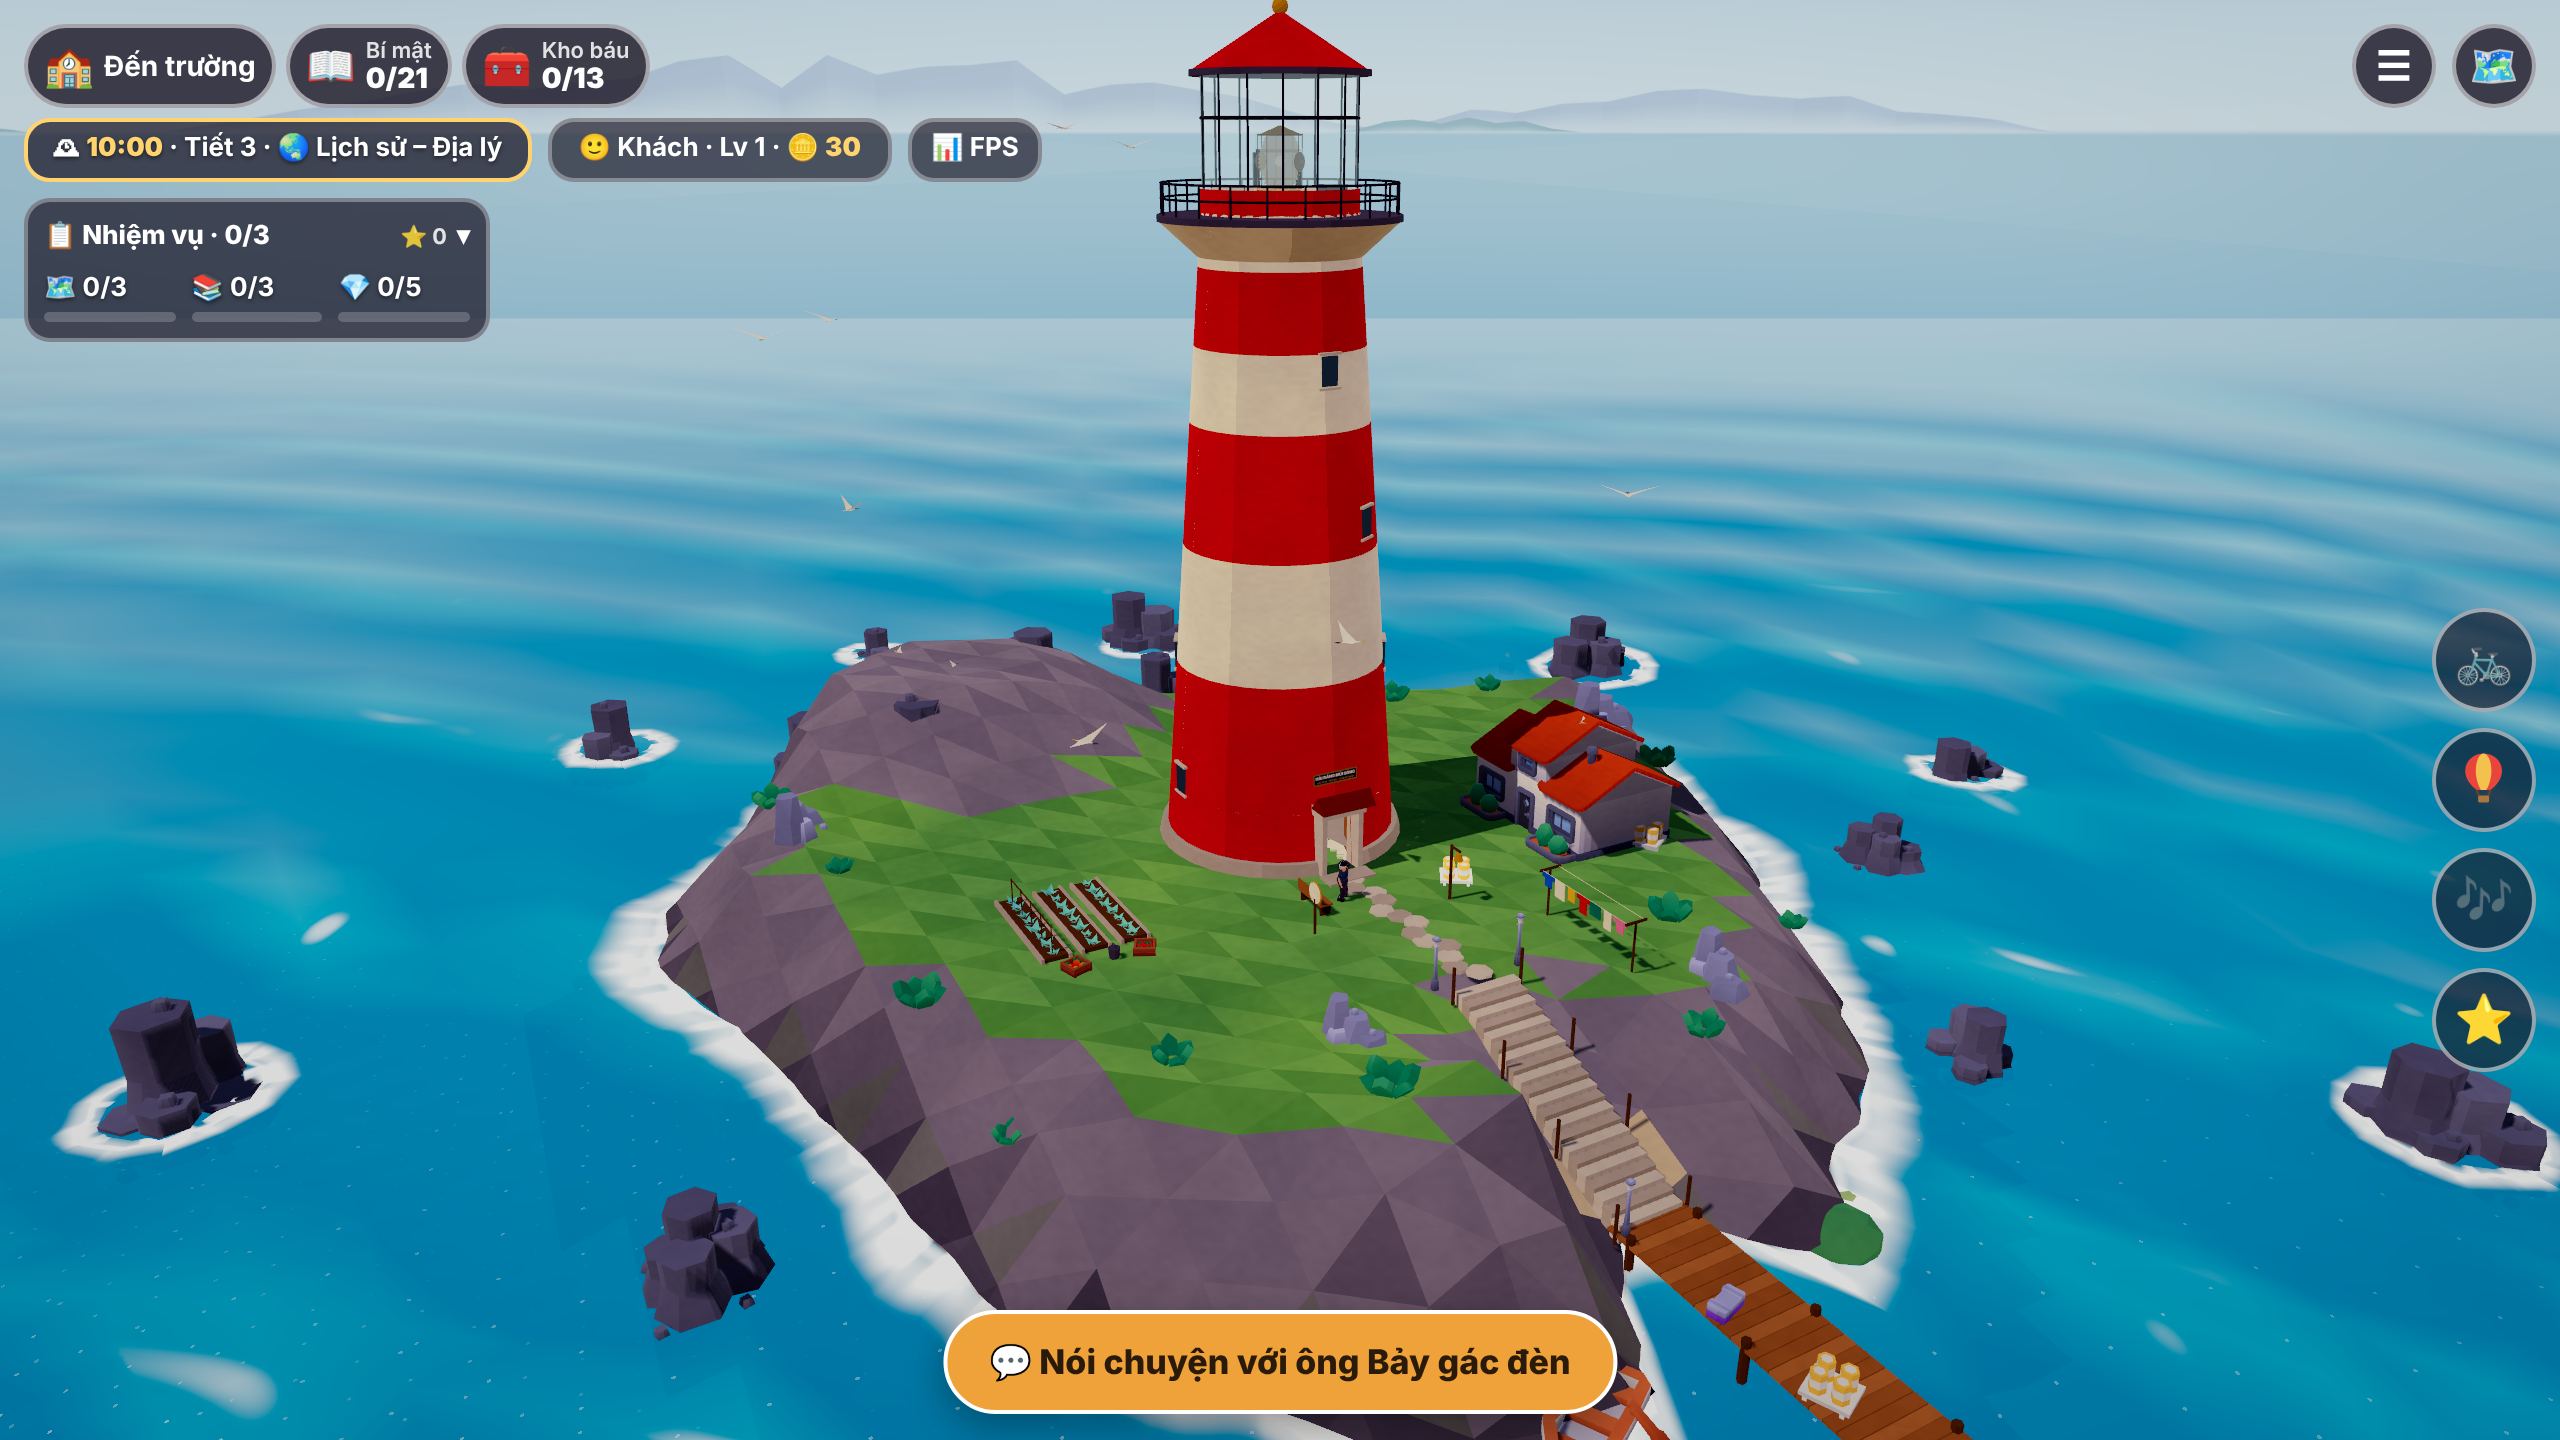 Đến trường
Bí mật
0/21
Kho báu
0/13
10:00 · Tiết 3 · Lịch sử – Địa lý
Khách · Lv 1 · 30
FPS
Nhiệm vụ · 0/3
0 ▼
0/3
0/3
0/5
Nói chuyện với ông Bảy gác đèn